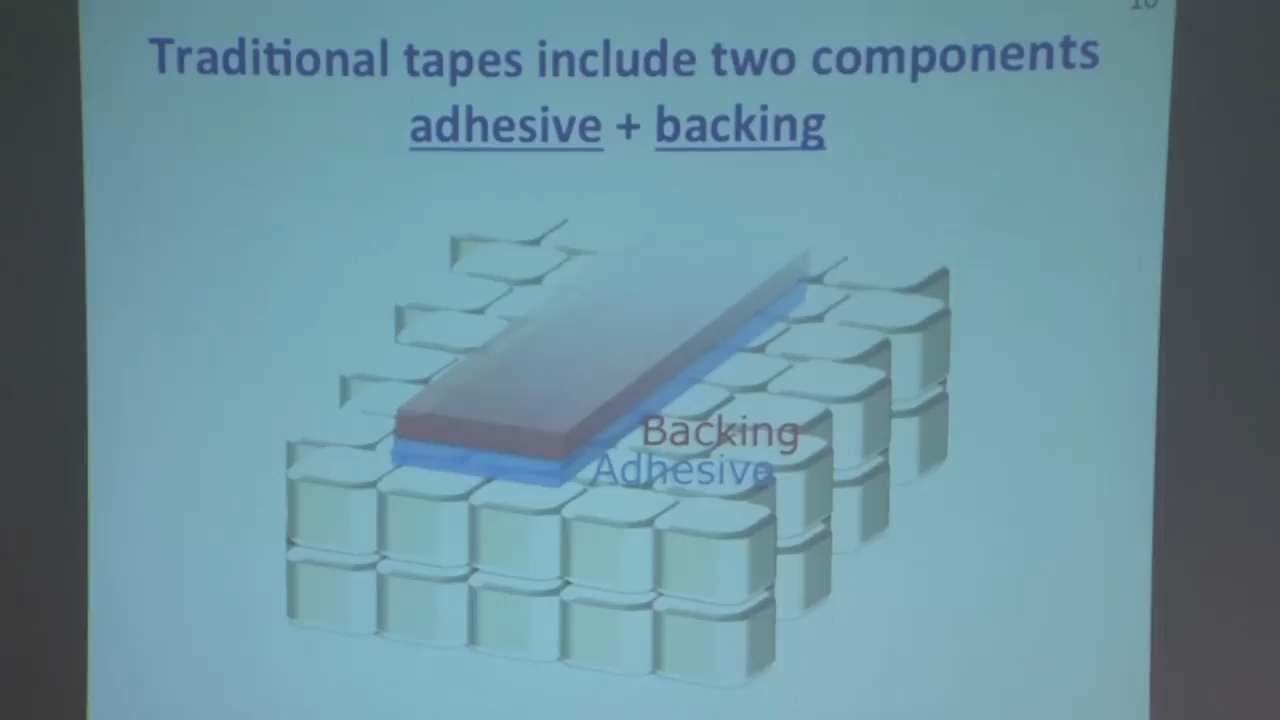 Traditional tapes include two components
adhesive + backing
Backing
Adhesive